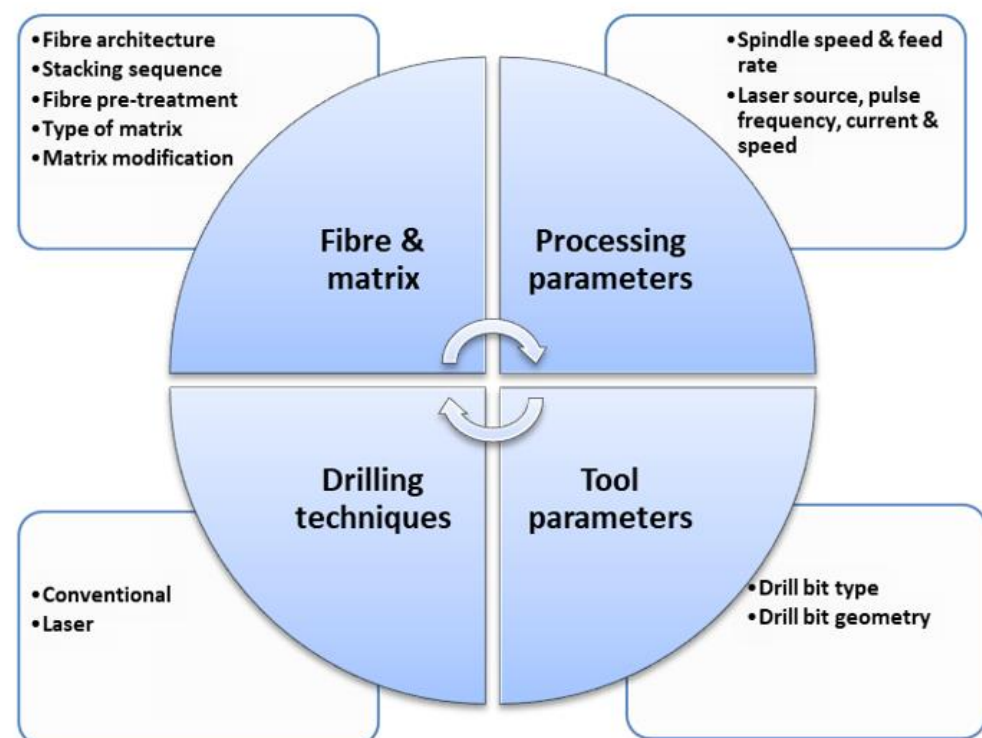 •Fibre architecture
•Stacking sequence
•Fibre pre-treatment
•Type of matrix
•Matrix modification
•Spindle speed & feed
rate
•Laser source, pulse
frequency, current &
speed
Fibre &
matrix
Processing
parameters
Drilling
techniques
Tool
parameters
•Conventional
•Laser
•Drill bit type
•Drill bit geometry